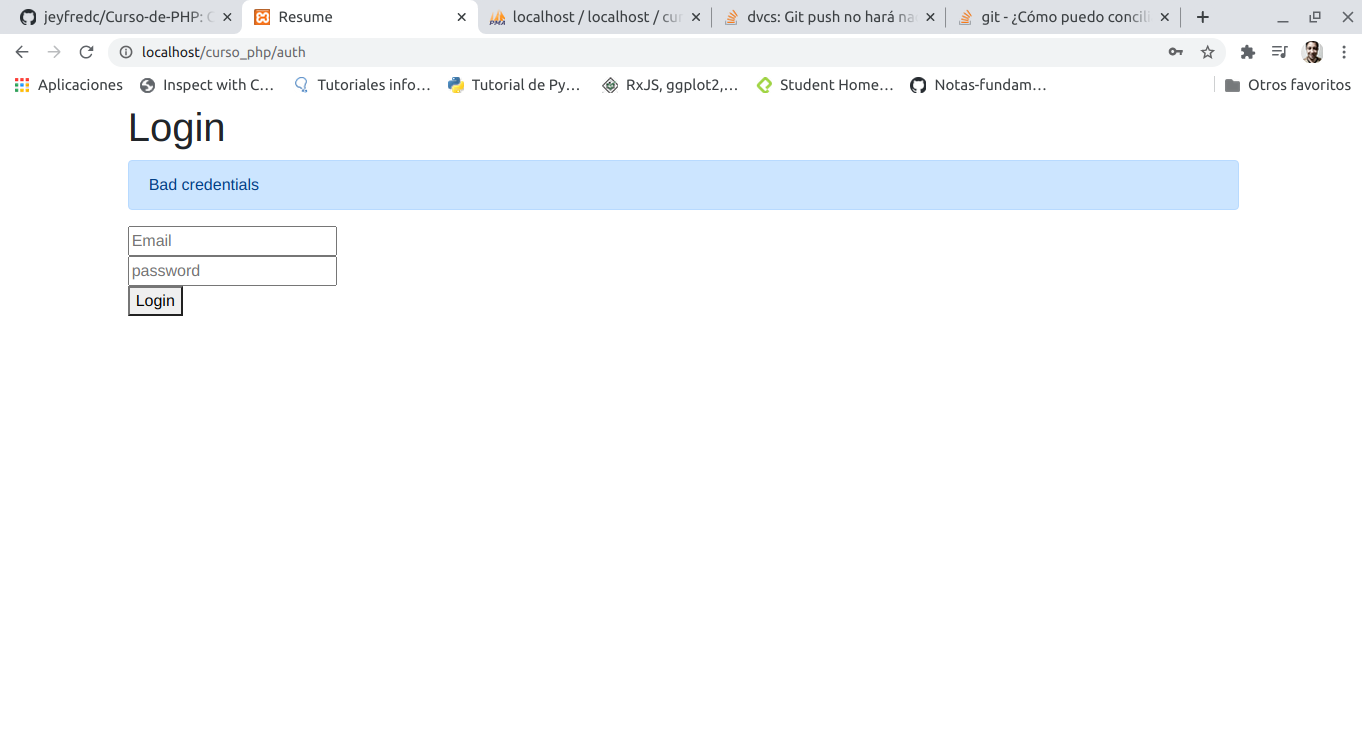 jeyfredc/Curso-de-PHP: C
Resume
PMA
localhost / localhost / cur
dvcs: Git push no hará na
git - ¿Cómo puedo concili
localhost/curso_php/auth
Aplicaciones
Inspect with C...
Tutoriales info...
Tutorial de Py...
RxJS, ggplot2,...
Student Home...
Notas-fundam...
Otros favoritos
Login
Bad credentials
Email
password
Login